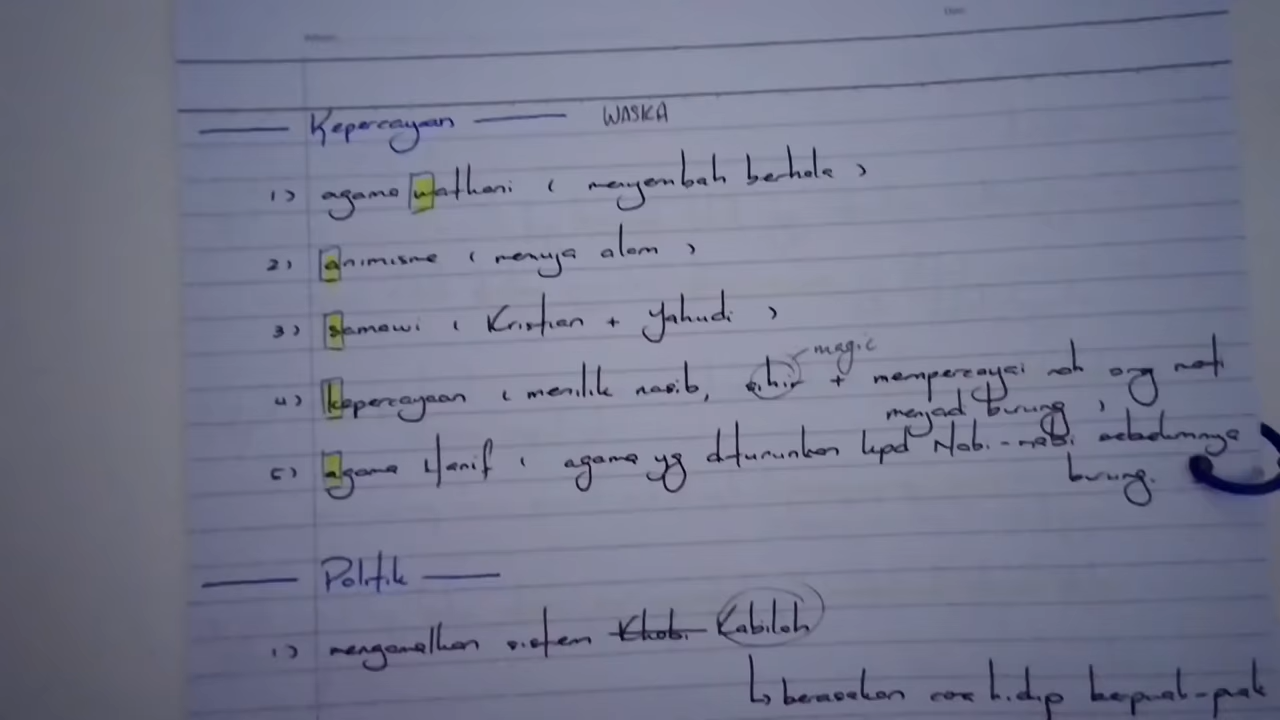 Kepercayaan WASKA
1) agama wathani ( menyembah berhala )
2) animisme ( memuja alam )
3) samawi ( Kristian + Yahudi )
magic
4) kepercayaan ( menilik nasib, sihir + mempercayai roh org mati
menjadi burung )
5) agama Hanif ( agama yg diturunkan kpd Nabi-nabi sebelumnya
burung.
Politik
1) mengamalkan sistem Khabi Kabilah
↳ berasaskan cara hidup berpuak-puak